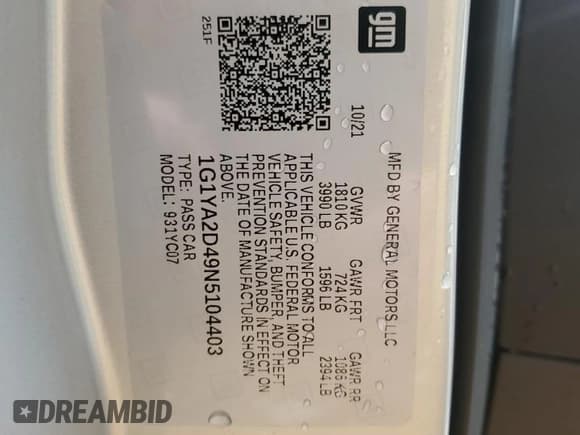 gm
251F
MFD BY GENERAL MOTORS LLC
10/21 GVWR GAWR FRT GAWR RR
1810 KG 724 KG 1086 KG
3990 LB 1596 LB 2394 LB
THIS VEHICLE CONFORMS TO ALL
APPLICABLE U.S. FEDERAL MOTOR
VEHICLE SAFETY, BUMPER, AND THEFT
PREVENTION STANDARDS IN EFFECT ON
THE DATE OF MANUFACTURE SHOWN
ABOVE.
1G1YA2D49N5104403
TYPE: PASS CAR
MODEL: 931YC07
DREAMBID